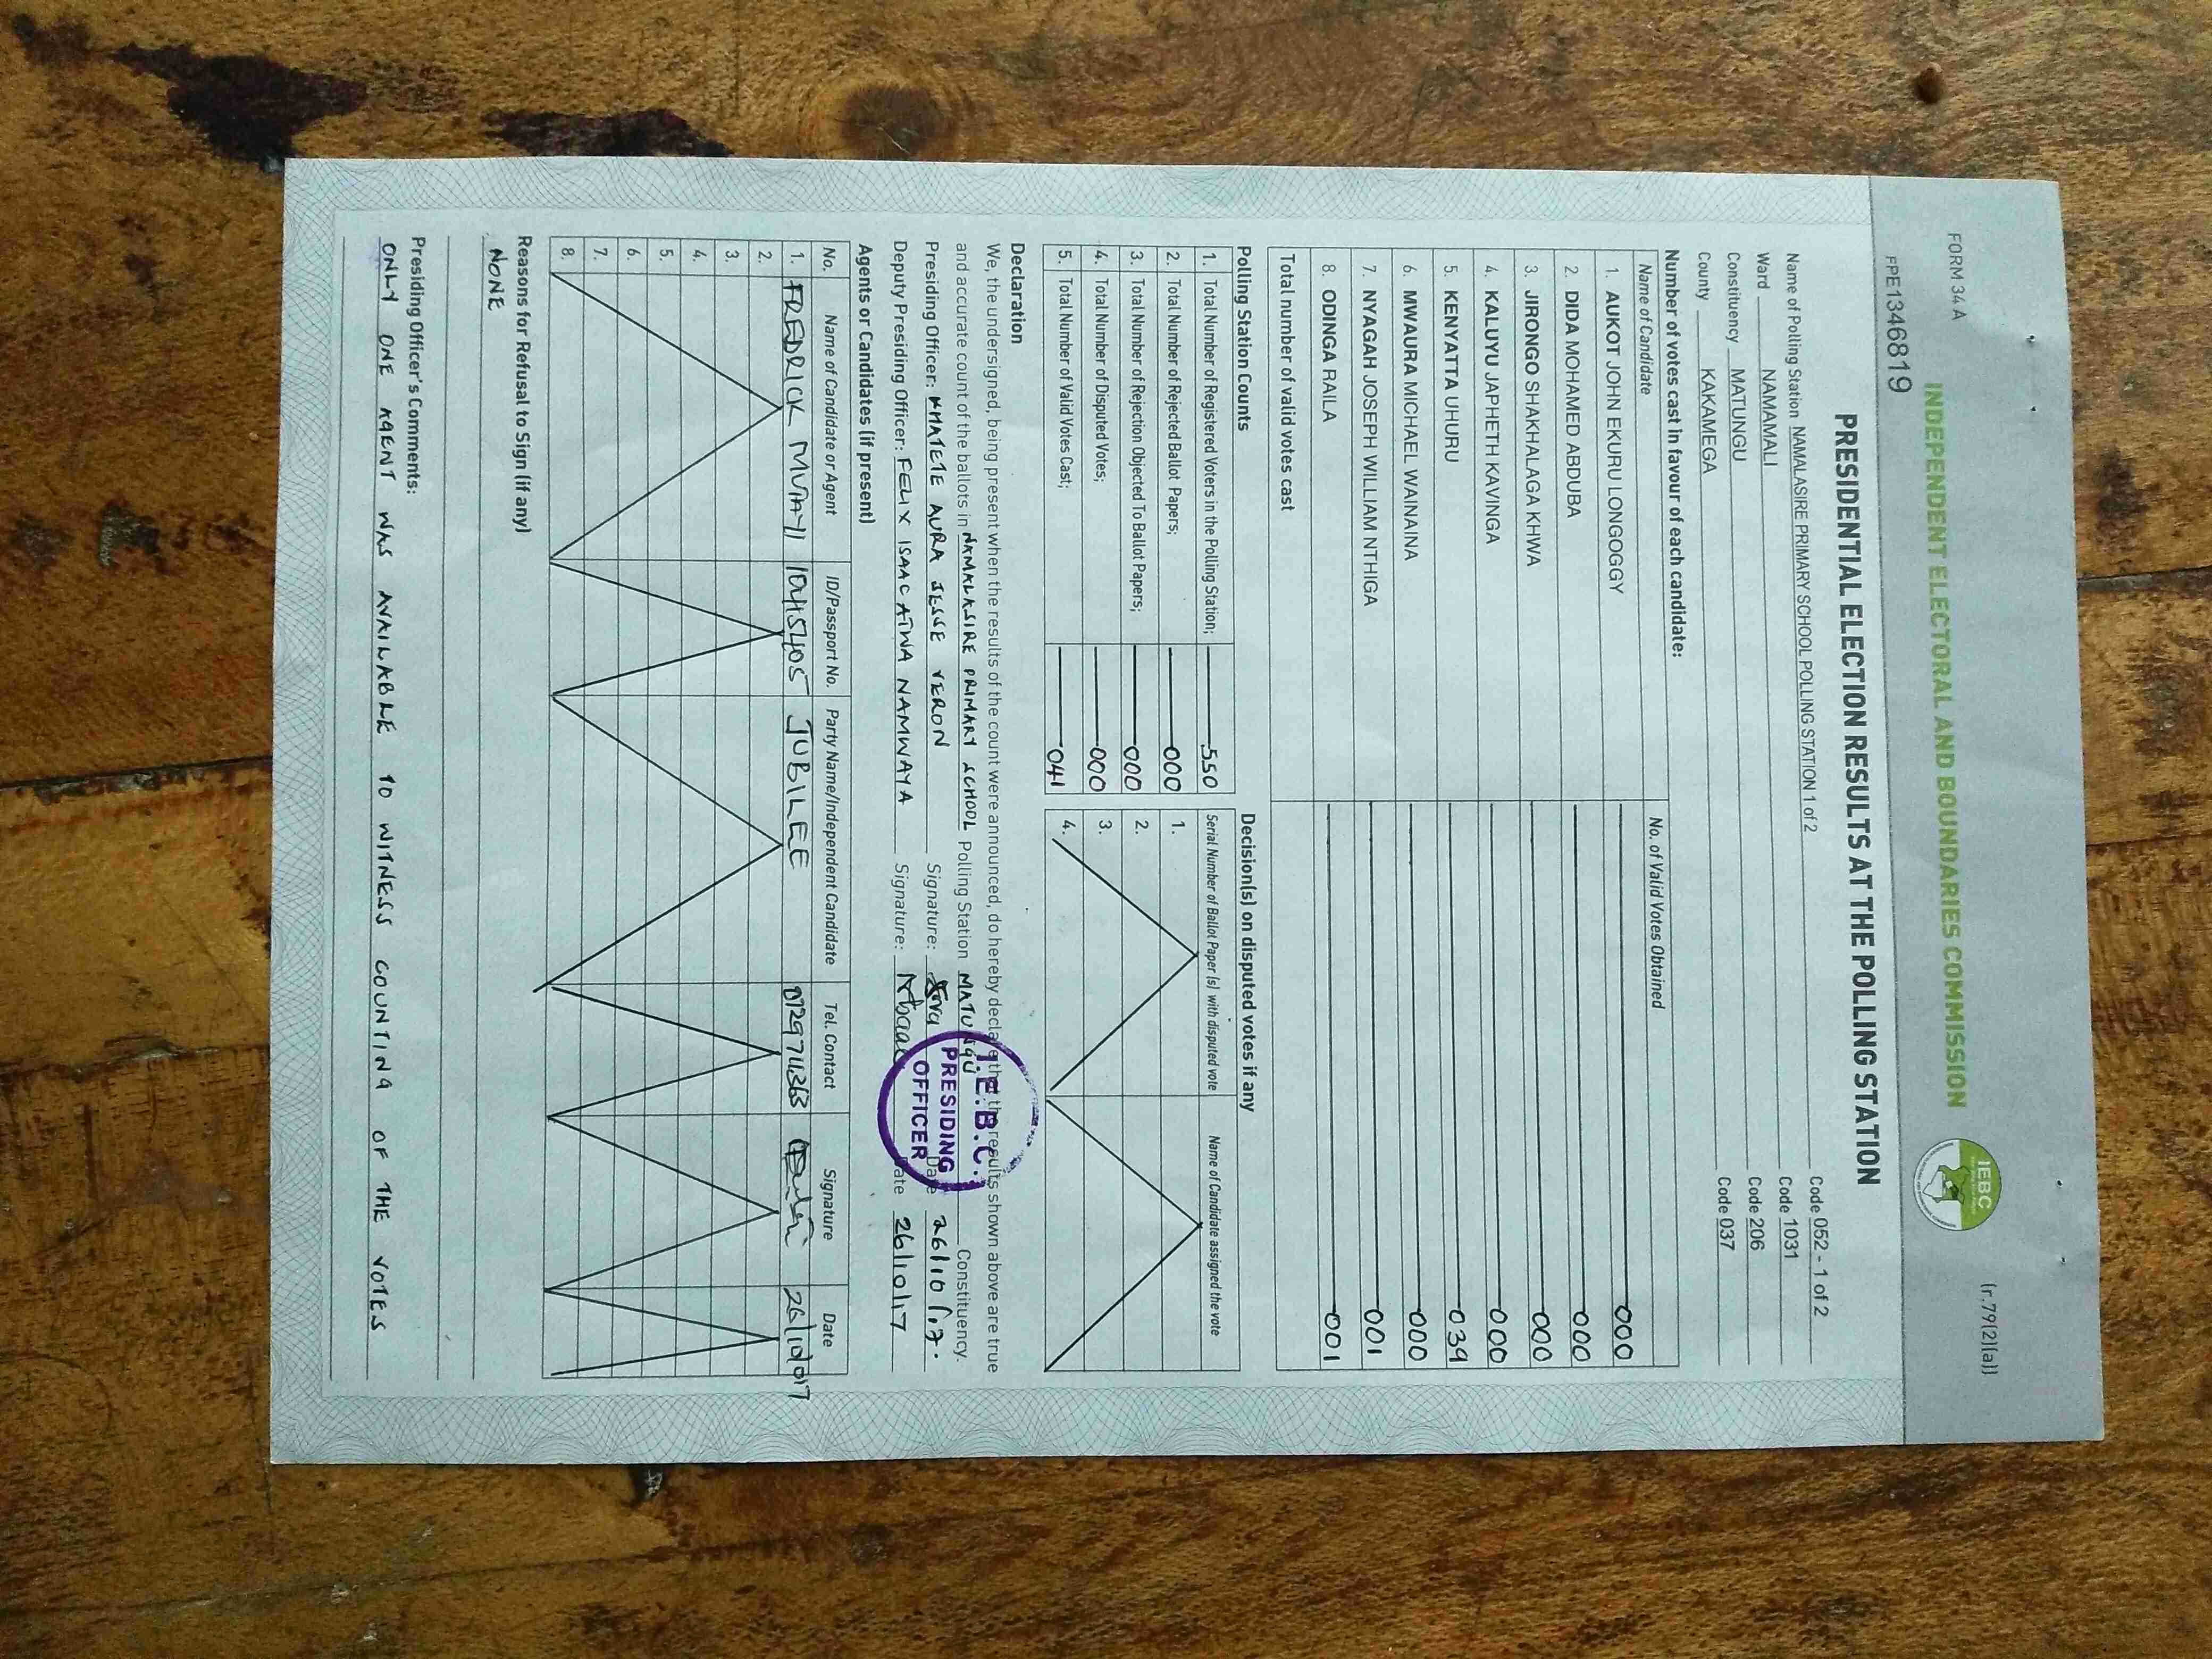 FORM 34 A
(r.79(2)(a))
INDEPENDENT ELECTORAL AND BOUNDARIES COMMISSION
IEBC
FPE1346819
PRESIDENTIAL ELECTION RESULTS AT THE POLLING STATION
Name of Polling Station NAMALASIRE PRIMARY SCHOOL POLLING STATION 1 of 2 Code 052 - 1 of 2
Ward NAMAMALI Code 1031
Constituency MATUNGU Code 206
County KAKAMEGA Code 037
Number of votes cast in favour of each candidate:
Name of Candidate No. of Valid Votes Obtained
1. AUKOT JOHN EKURU LONGOGGY 000
2. DIDA MOHAMED ABDUBA 000
3. JIRONGO SHAKHALAGA KHWA 000
4. KALUYU JAPHETH KAVINGA 000
5. KENYATTA UHURU 039
6. MWAURA MICHAEL WAINAINA 000
7. NYAGAH JOSEPH WILLIAM NTHIGA 001
8. ODINGA RAILA 001
Total number of valid votes cast
Polling Station Counts
1. Total Number of Registered Voters in the Polling Station; 550
2. Total Number of Rejected Ballot Papers; 000
3. Total Number of Rejection Objected To Ballot Papers; 000
4. Total Number of Disputed Votes; 000
5. Total Number of Valid Votes Cast; 041
Decision(s) on disputed votes if any
Serial Number of Ballot Paper (s) with disputed vote Name of Candidate assigned the vote
1.
2.
3.
4.
Declaration
We, the undersigned, being present when the results of the count were announced, do hereby declare that the results shown above are true
and accurate count of the ballots in NAMALASIRE PRIMARY SCHOOL Polling Station MATUNGU Constituency.
Presiding Officer: KHATETE AURA JESSE VERON Signature: Date 26/10/17.
Deputy Presiding Officer: FELIX ISAAC ATWA NAMWAYA Signature: Date 26/10/17
I.E.B.C.
PRESIDING
OFFICER
Agents or Candidates (if present)
No. Name of Candidate or Agent ID/Passport No. Party Name/Independent Candidate Tel. Contact Signature Date
1. FREDRICK MUTAYI JUBILEE 26/10/017
2.
3.
4.
5.
6.
7.
8.
Reasons for Refusal to Sign (if any)
NONE
Presiding Officer's Comments:
ONLY ONE AGENT WAS AVAILABLE TO WITNESS COUNTING OF THE VOTES